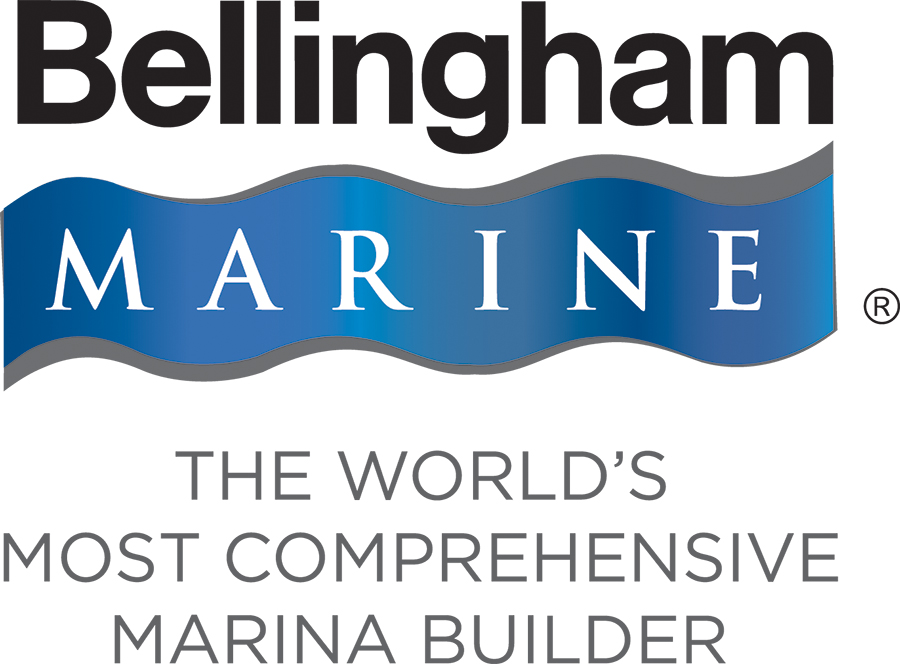 Bellingham
MARINE ®
THE WORLD’S
MOST COMPREHENSIVE
MARINA BUILDER